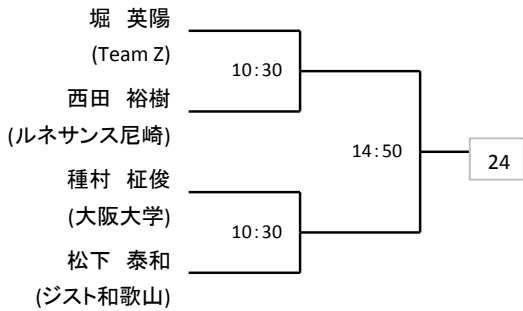 堀　英陽
(Team Z)
10:30
西田　裕樹
(ルネサンス尼崎)
14:50
24
種村　柾俊
(大阪大学)
10:30
松下　泰和
(ジスト和歌山)